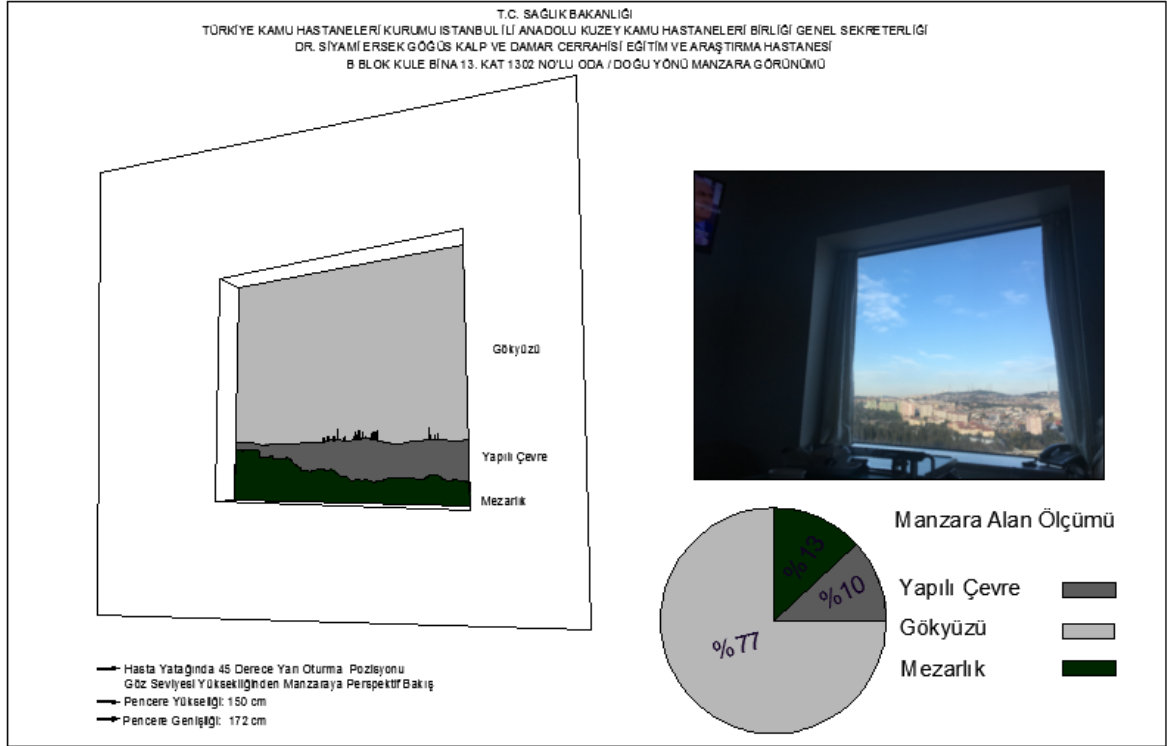 T.C. SAĞLIK BAKANLIĞI
TÜRKİYE KAMU HASTANELERİ KURUMU ISTANBUL İLİ ANADOLU KUZEY KAMU HASTANELERİ BİRLİĞİ GENEL SEKRETERLİĞİ
DR. SİYAMİ ERSEK GÖĞÜS KALP VE DAMAR CERRAHİSİ EĞİTİM VE ARAŞTIRMA HASTANESİ
B BLOK KULE BİNA 13. KAT 1302 NO'LU ODA / DOĞU YÖNÜ MANZARA GÖRÜNÜMÜ
Gökyüzü
Yapılı Çevre
Mezarlık
Hasta Yatağında 45 Derece Yarı Oturma Pozisyonu
Göz Seviyesi Yüksekliğinden Manzaraya Perspektif Bakış
Pencere Yükseliği: 150 cm
Pencere Genişliği: 172 cm
Manzara Alan Ölçümü
%13
%10
%77
Yapılı Çevre
Gökyüzü
Mezarlık